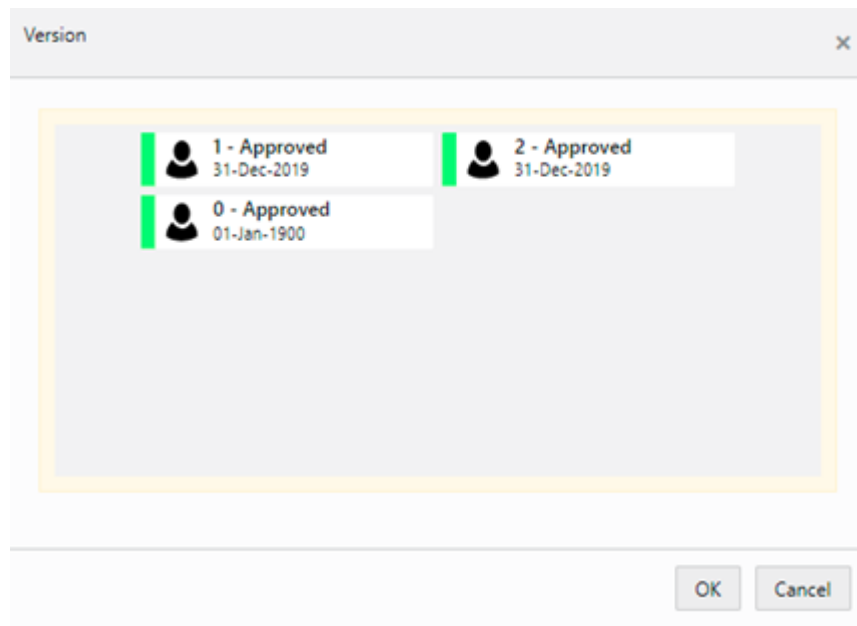 Version
1 - Approved
31-Dec-2019
2 - Approved
31-Dec-2019
0 - Approved
01-Jan-1900
OK
Cancel